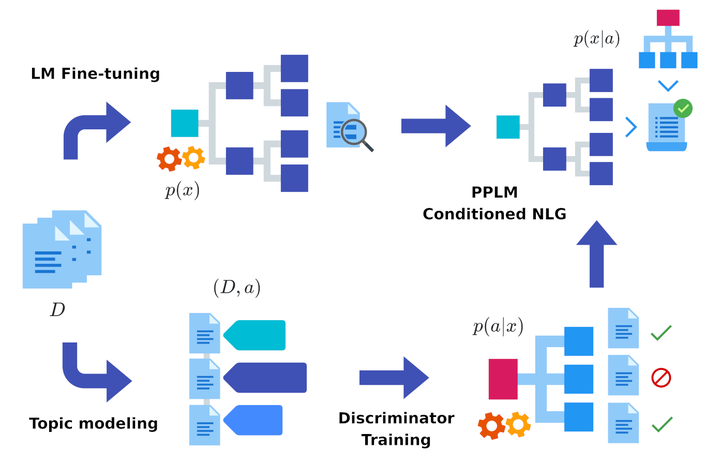 p(x|a)
LM Fine-tuning
p(x)
PPLM
Conditioned NLG
D
(D, a)
p(a|x)
Topic modeling
Discriminator
Training